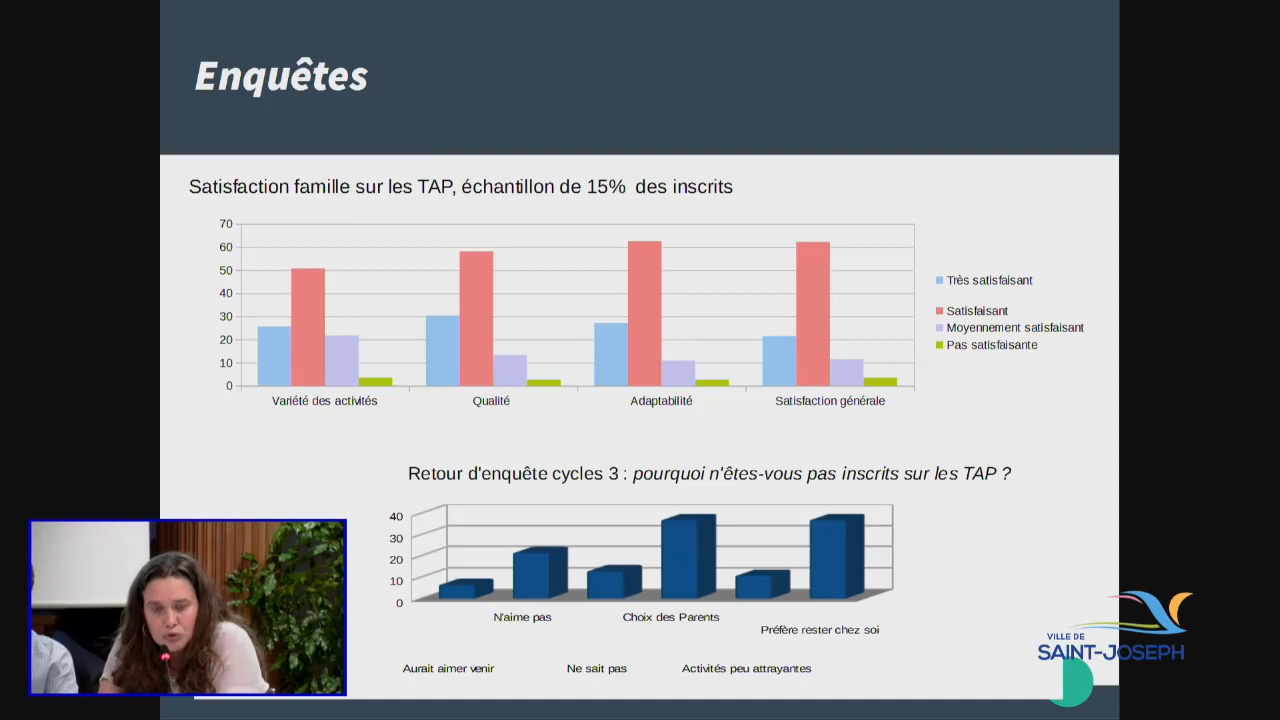 Enquêtes
Satisfaction famille sur les TAP, échantillon de 15% des inscrits
70
60
50
40
30
20
10
0
Variété des activités
Qualité
Adaptabilité
Satisfaction générale
Très satisfaisant
Satisfaisant
Moyennement satisfaisant
Pas satisfaisante
Retour d'enquête cycles 3 : pourquoi n'êtes-vous pas inscrits sur les TAP ?
40
30
20
10
0
N'aime pas
Choix des Parents
Préfère rester chez soi
Aurait aimer venir
Ne sait pas
Activités peu attrayantes
VILLE DE
SAINT-JOSEPH